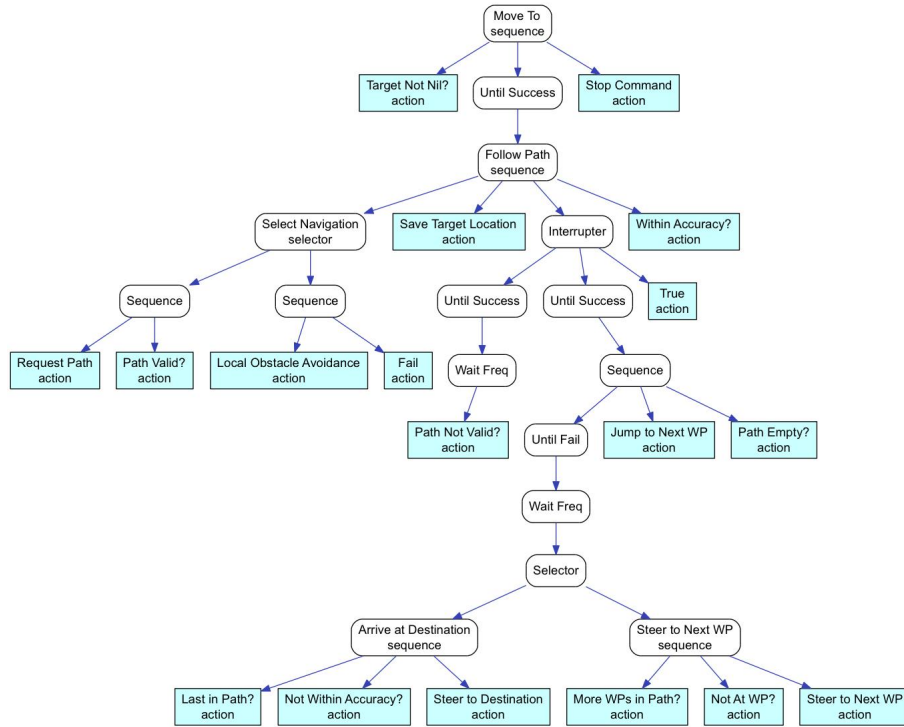 Move To
sequence
Target Not Nil?
action
Until Success
Stop Command
action
Follow Path
sequence
Select Navigation
selector
Save Target Location
action
Interrupter
Within Accuracy?
action
Sequence
Sequence
Until Success
Until Success
True
action
Request Path
action
Path Valid?
action
Local Obstacle Avoidance
action
Fail
action
Wait Freq
Sequence
Path Not Valid?
action
Until Fail
Jump to Next WP
action
Path Empty?
action
Wait Freq
Selector
Arrive at Destination
sequence
Steer to Next WP
sequence
Last in Path?
action
Not Within Accuracy?
action
Steer to Destination
action
More WPs in Path?
action
Not At WP?
action
Steer to Next WP
action